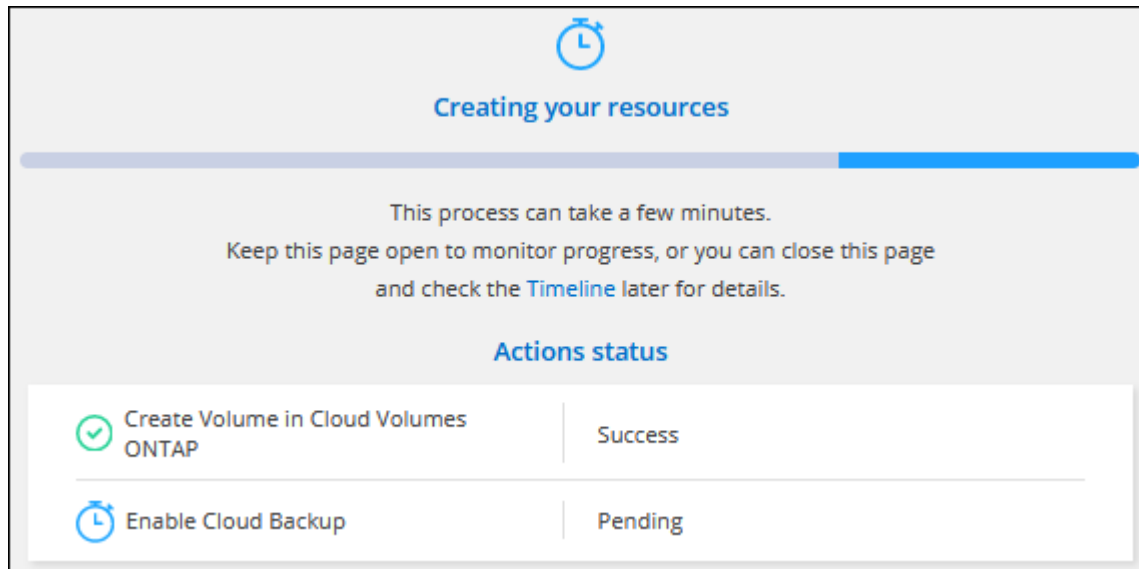 Creating your resources
This process can take a few minutes.
Keep this page open to monitor progress, or you can close this page
and check the Timeline later for details.
Actions status
Create Volume in Cloud Volumes
ONTAP
Success
Enable Cloud Backup
Pending